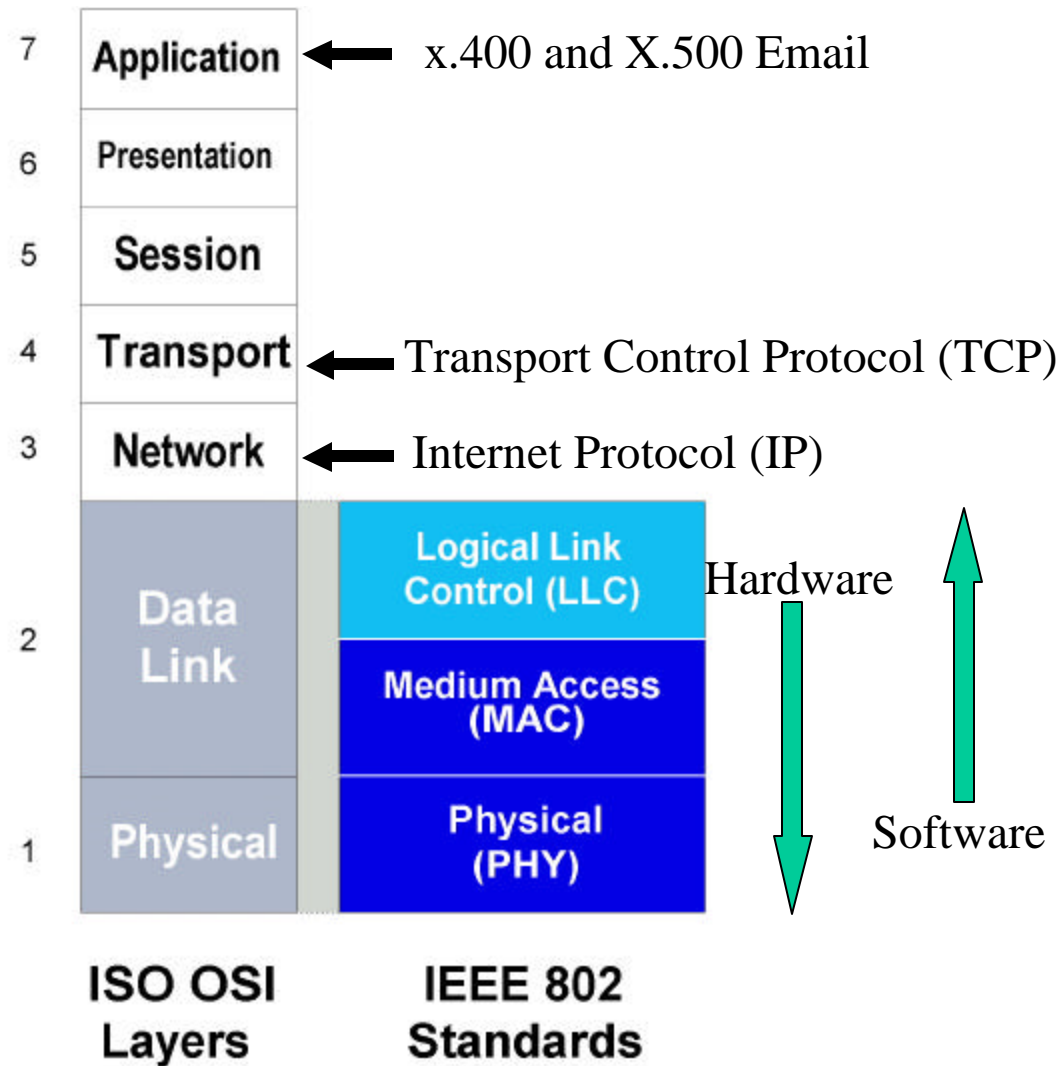 7
Application
x.400 and X.500 Email
6
Presentation
5
Session
4
Transport
Transport Control Protocol (TCP)
3
Network
Internet Protocol (IP)
2
Data
Link
Logical Link
Control (LLC)
Medium Access
(MAC)
Hardware
Software
1
Physical
Physical
(PHY)
ISO OSI
Layers
IEEE 802
Standards